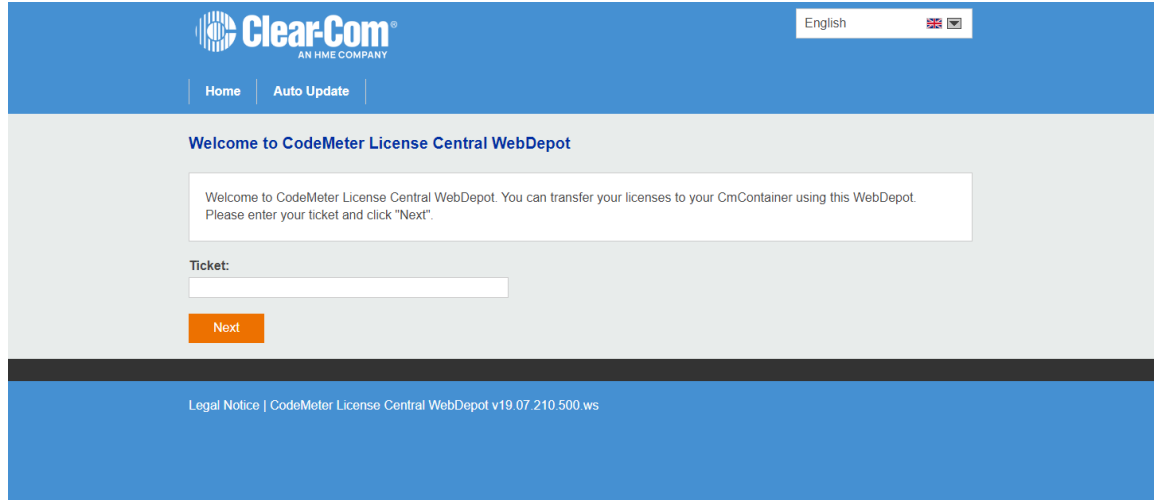 Clear-Com®
AN HME COMPANY
English
Home
Auto Update
Welcome to CodeMeter License Central WebDepot
Welcome to CodeMeter License Central WebDepot. You can transfer your licenses to your CmContainer using this WebDepot.
Please enter your ticket and click "Next".
Ticket:
Next
Legal Notice | CodeMeter License Central WebDepot v19.07.210.500.ws